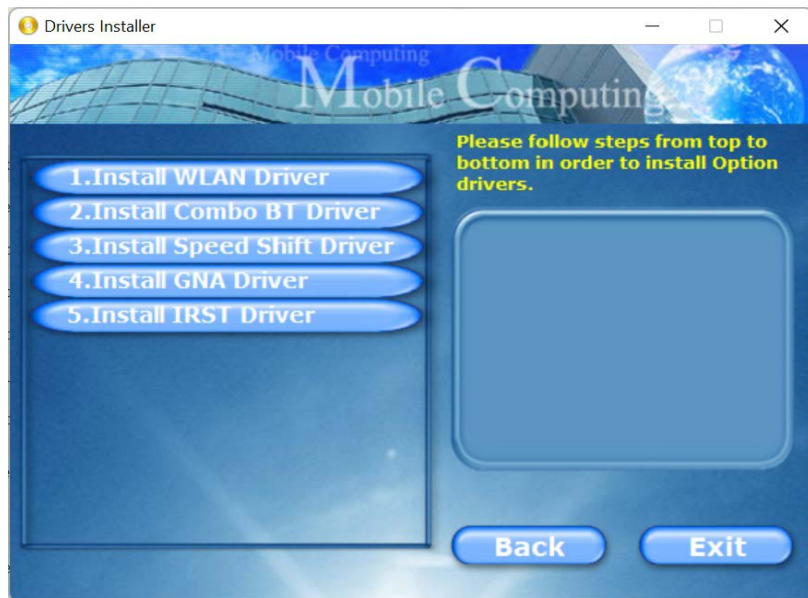 Drivers Installer
Mobile Computing
Mobile Computing
Please follow steps from top to
bottom in order to install Option
drivers.
1.Install WLAN Driver
2.Install Combo BT Driver
3.Install Speed Shift Driver
4.Install GNA Driver
5.Install IRST Driver
Back
Exit